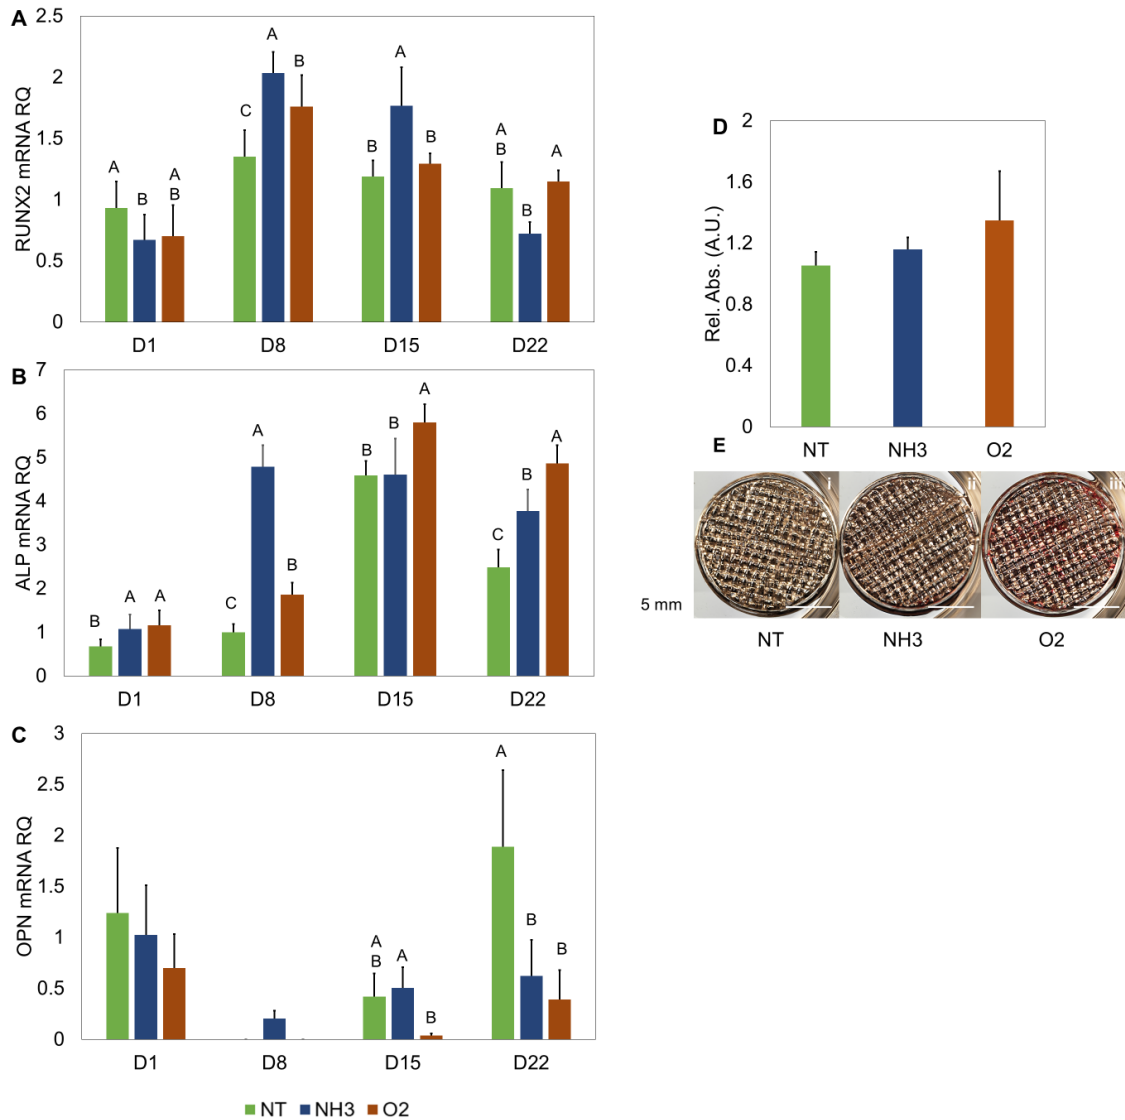 A
RUNX2 mRNA RQ
2.5
2
1.5
1
0.5
0
A
B
A
B
C
A
B
B
A
B
A
B
B
A
D1 D8 D15 D22
B
ALP mRNA RQ
7
6
5
4
3
2
1
0
B
A
A
C
A
B
B
B
A
C
B
A
D1 D8 D15 D22
C
OPN mRNA RQ
3
2.5
2
1.5
1
0.5
0
A
B
A
B
A
B
B
D1 D8 D15 D22
NT NH3 O2
D
Rel. Abs. (A.U.)
2
1.6
1.2
0.8
0.4
0
NT NH3 O2
E
i ii iii
5 mm
NT NH3 O2